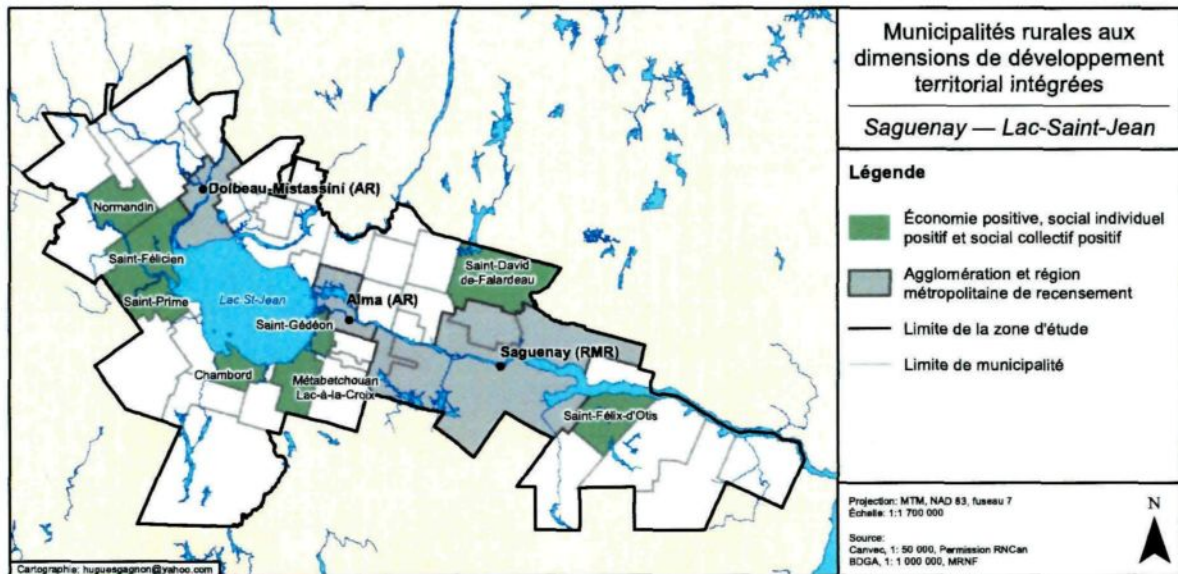 Municipalités rurales aux
dimensions de développement
territorial intégrées
Saguenay — Lac-Saint-Jean
Légende
Économie positive, social individuel
positif et social collectif positif
Agglomération et région
métropolitaine de recensement
Limite de la zone d'étude
Limite de municipalité
Projection: MTM, NAD 83, fuseau 7
Échelle: 1:1 700 000
Source:
Canvec, 1: 50 000, Permission RNCan
BDGA, 1: 1 000 000, MRNF
N
Dolbeau-Mistassini (AR)
Normandin
Saint-Félicien
Saint-Prime
Lac St-Jean
Saint-David
de-Falardeau
Alma (AR)
Saint-Gédéon
Saguenay (RMR)
Chambord
Métabetchouan
Lac-à-la-Croix
Saint-Félix-d'Otis
Cartographie: huguesgagnon@yahoo.com